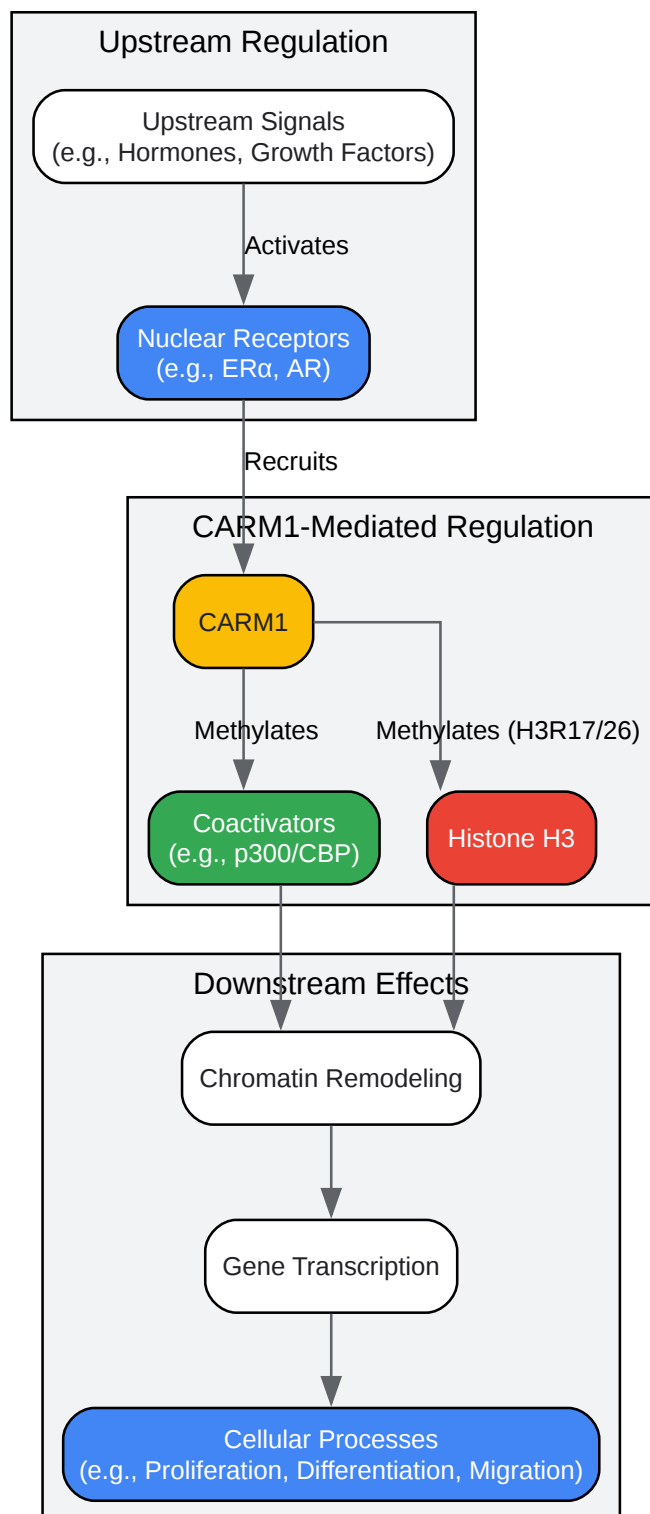 Upstream Regulation
Upstream Signals
(e.g., Hormones, Growth Factors)
Activates
Nuclear Receptors
(e.g., ERα, AR)
Recruits
CARM1-Mediated Regulation
CARM1
Methylates
Methylates (H3R17/26)
Coactivators
(e.g., p300/CBP)
Histone H3
Downstream Effects
Chromatin Remodeling
Gene Transcription
Cellular Processes
(e.g., Proliferation, Differentiation, Migration)